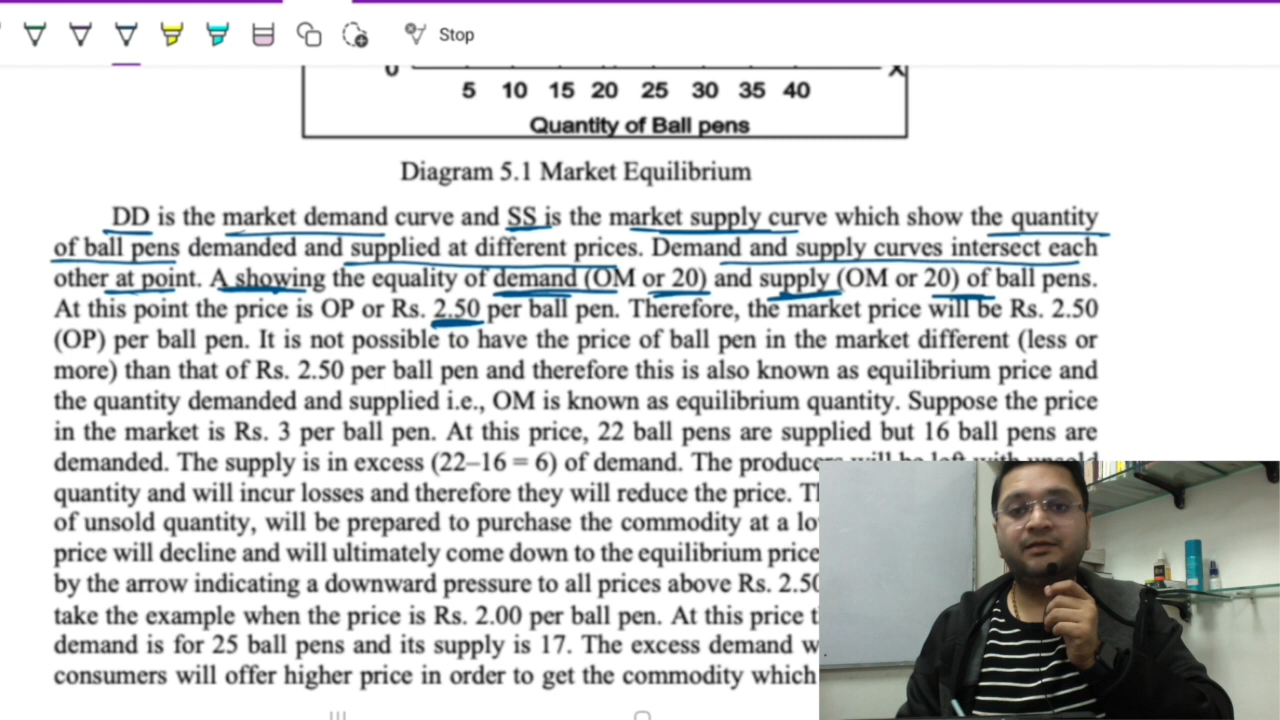 Stop
0 X
5 10 15 20 25 30 35 40
Quantity of Ball pens
Diagram 5.1 Market Equilibrium
DD is the market demand curve and SS is the market supply curve which show the quantity
of ball pens demanded and supplied at different prices. Demand and supply curves intersect each
other at point. A showing the equality of demand (OM or 20) and supply (OM or 20) of ball pens.
At this point the price is OP or Rs. 2.50 per ball pen. Therefore, the market price will be Rs. 2.50
(OP) per ball pen. It is not possible to have the price of ball pen in the market different (less or
more) than that of Rs. 2.50 per ball pen and therefore this is also known as equilibrium price and
the quantity demanded and supplied i.e., OM is known as equilibrium quantity. Suppose the price
in the market is Rs. 3 per ball pen. At this price, 22 ball pens are supplied but 16 ball pens are
demanded. The supply is in excess (22–16 = 6) of demand. The producers will be left with unsold
quantity and will incur losses and therefore they will reduce the price.
of unsold quantity, will be prepared to purchase the commodity at a
price will decline and will ultimately come down to the equilibrium price
by the arrow indicating a downward pressure to all prices above Rs. 2.50
take the example when the price is Rs. 2.00 per ball pen. At this price
demand is for 25 ball pens and its supply is 17. The excess demand
consumers will offer higher price in order to get the commodity which